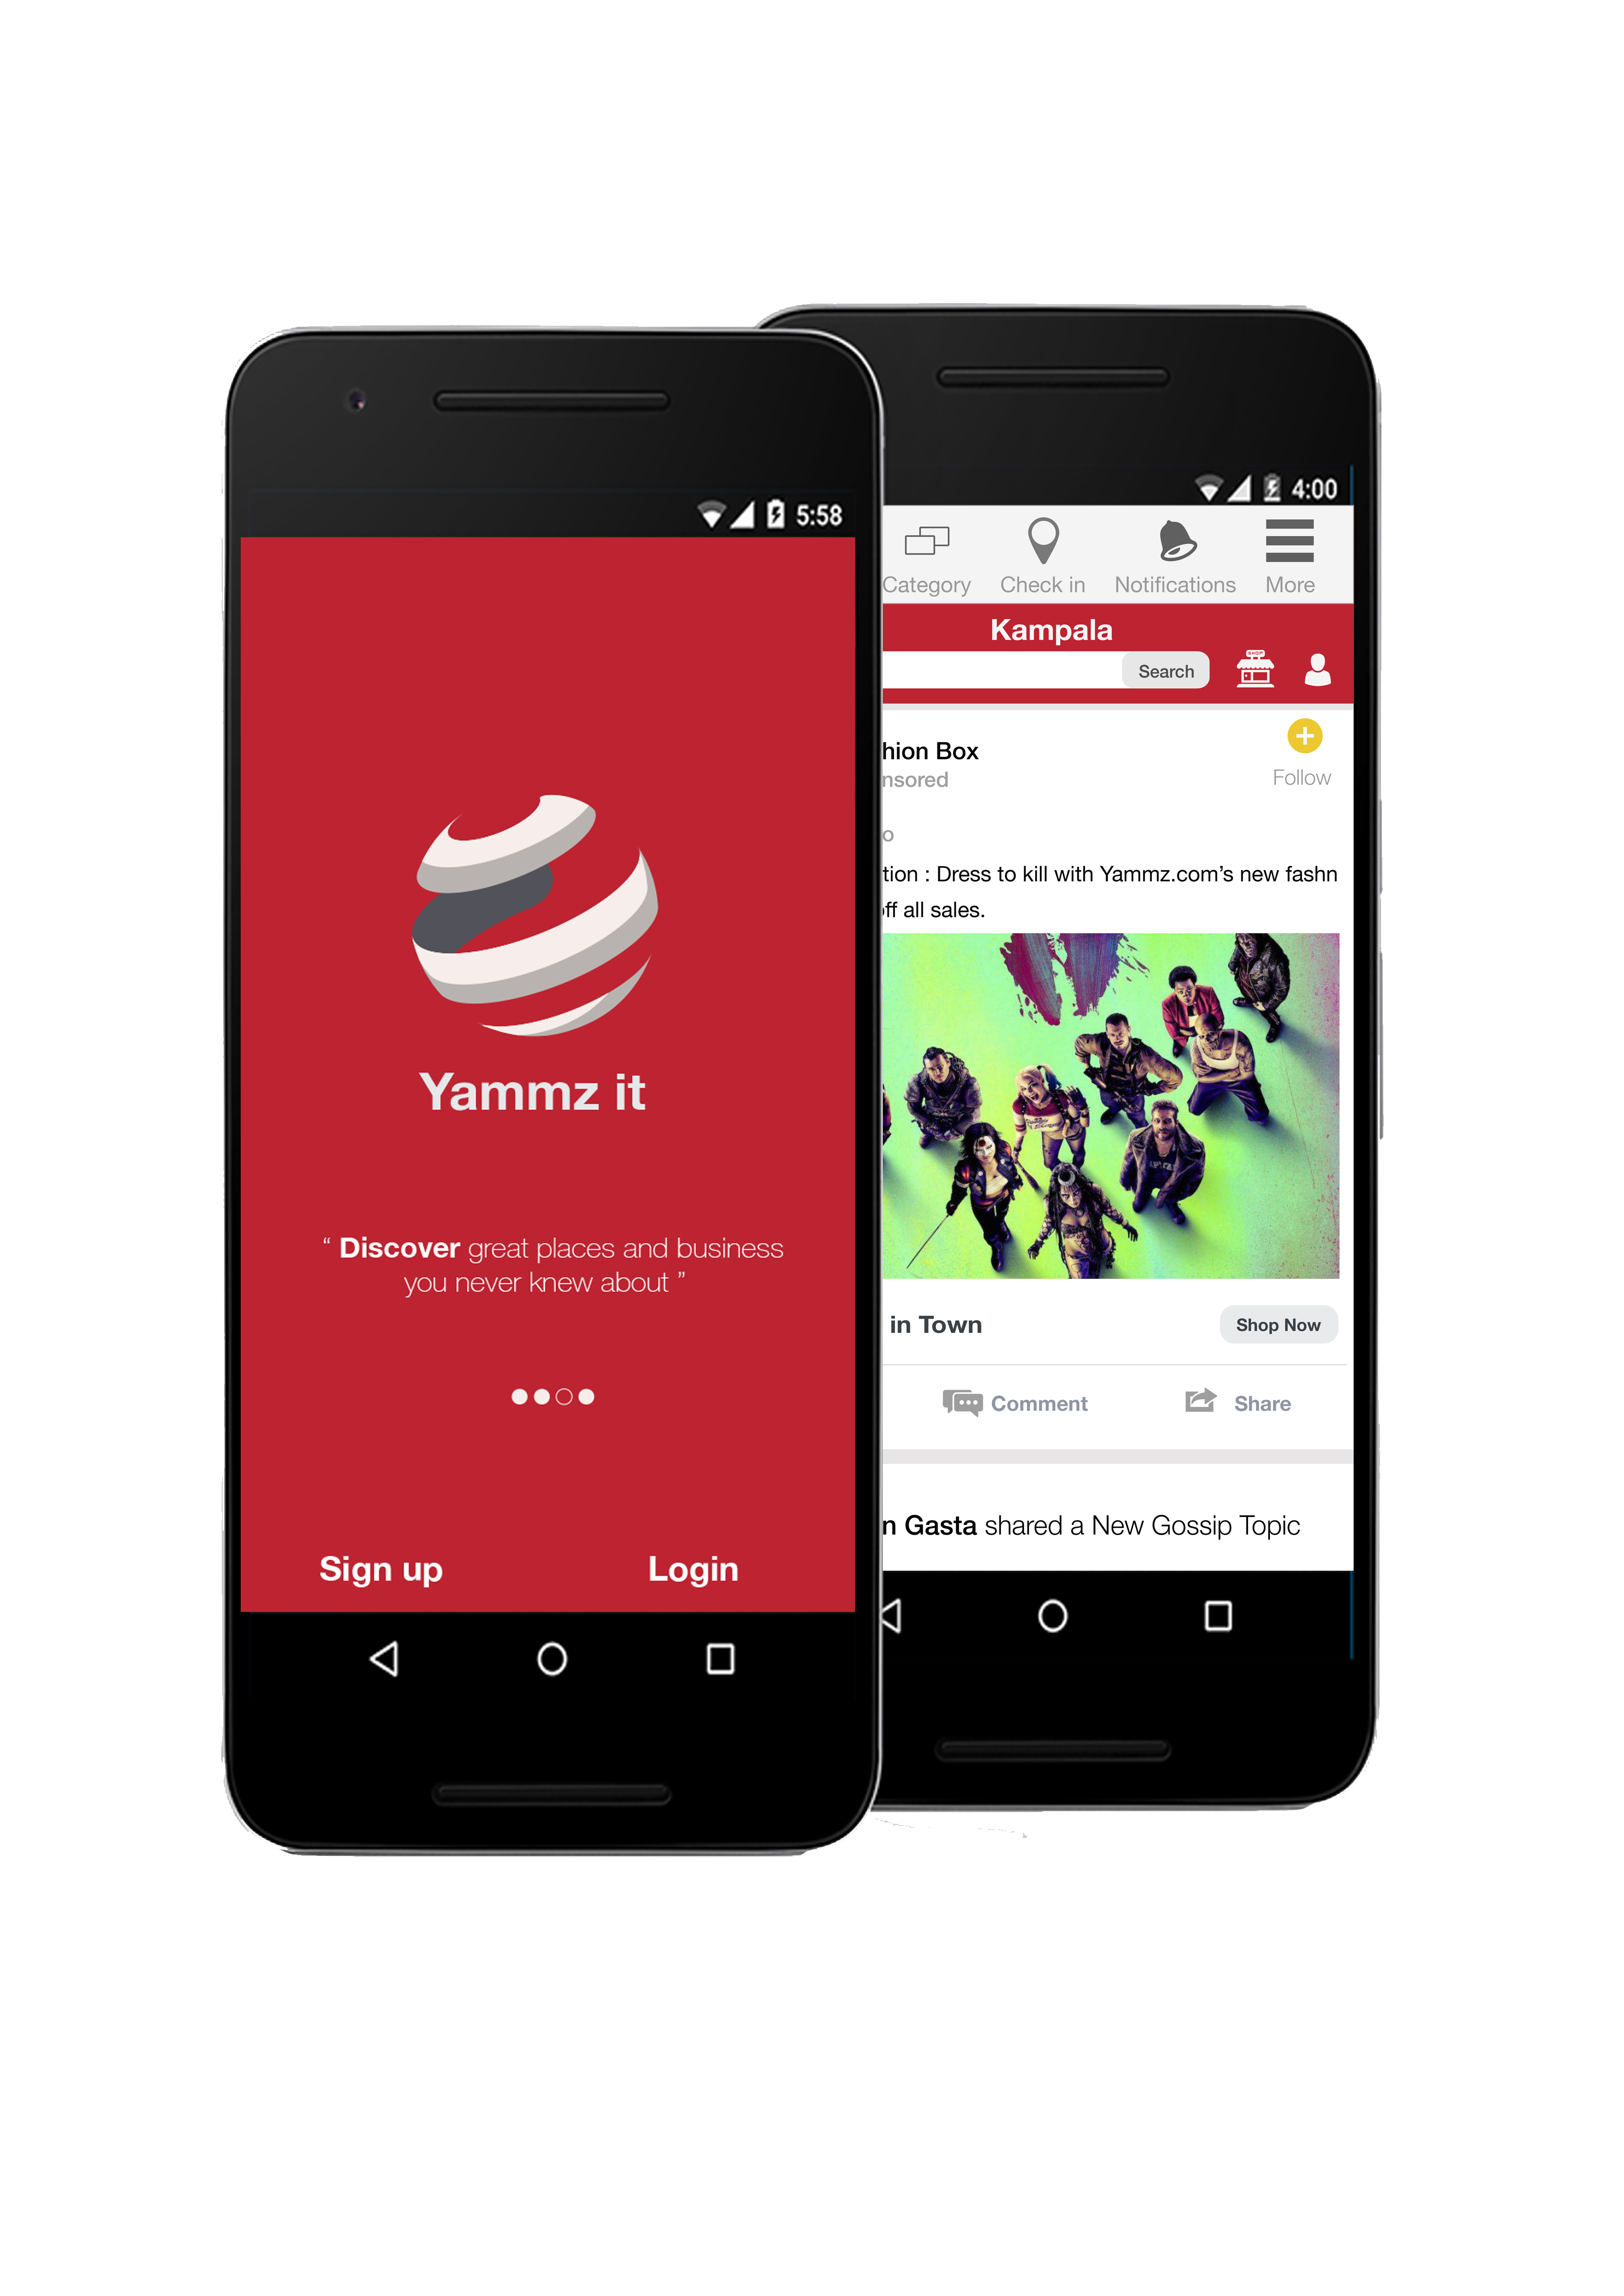 5:58
Yammz it
“ Discover great places and business
you never knew about ”
Sign up Login
4:00
Category Check in Notifications More
Kampala
Search
SHOP
hion Box
nsored
Follow
o
tion : Dress to kill with Yammz.com’s new fashn
off all sales.
in Town
Shop Now
Comment Share
n Gasta shared a New Gossip Topic